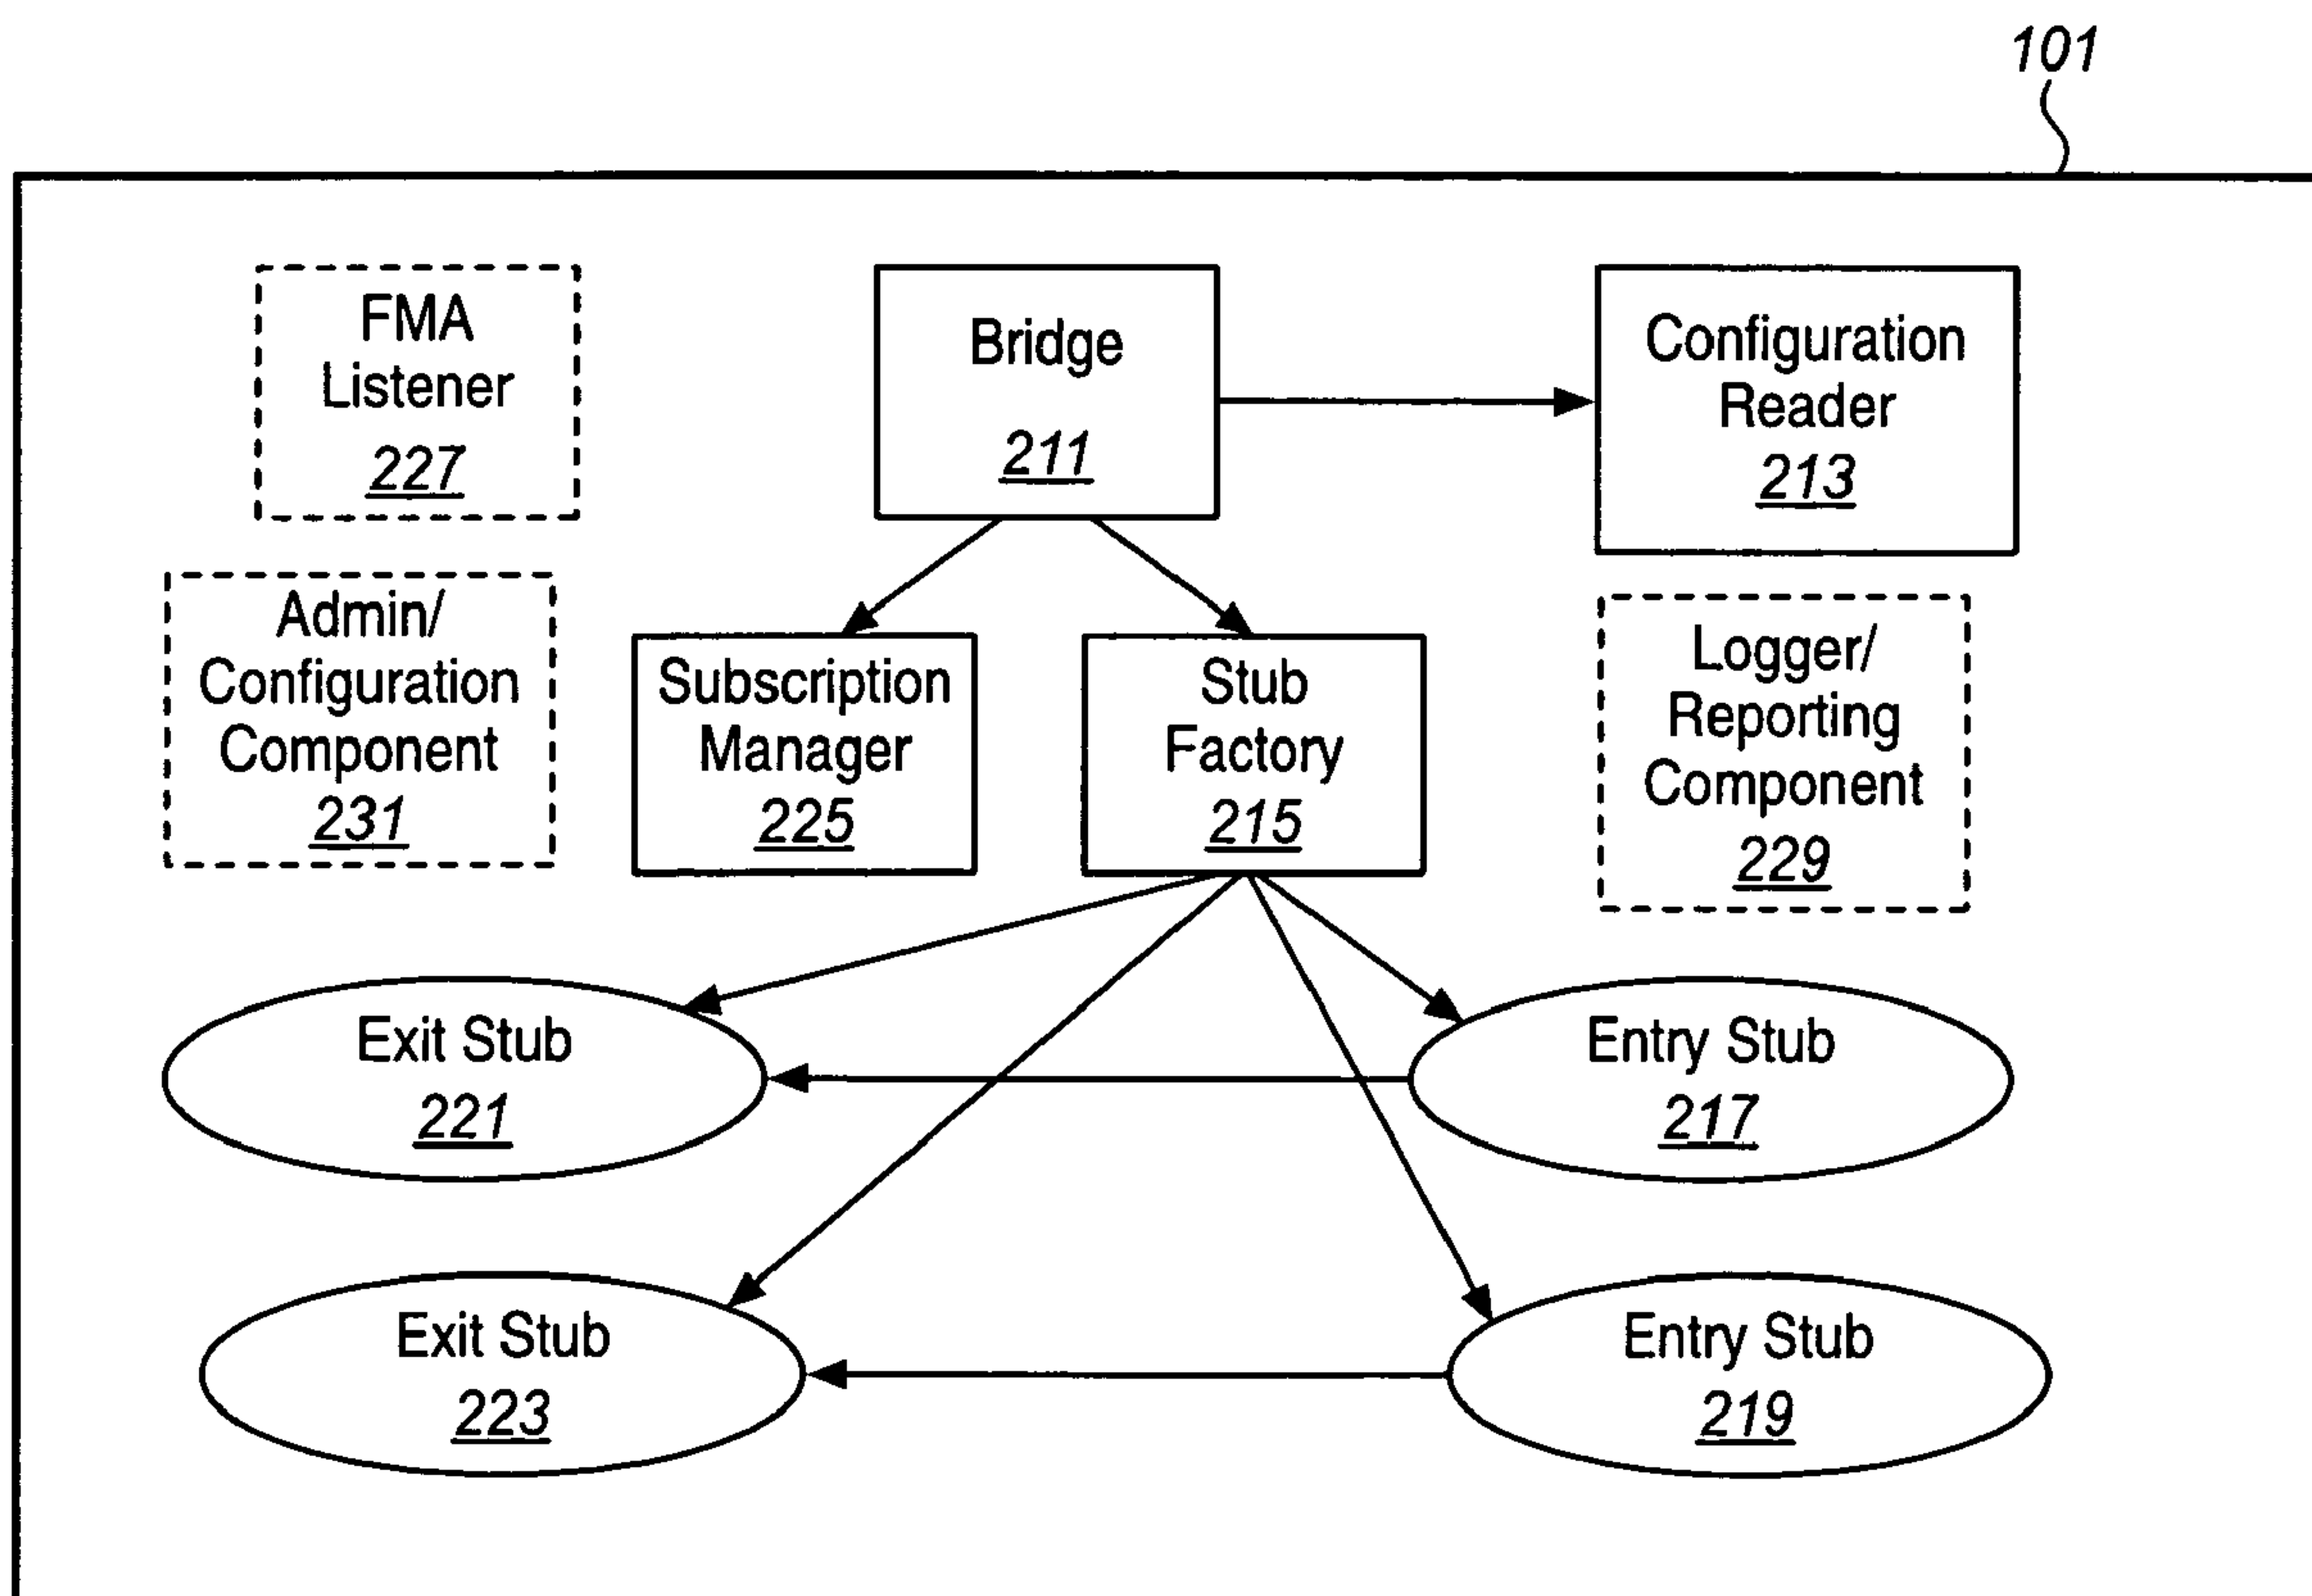 101
FMA
Listener
227
Bridge
211
Configuration
Reader
213
Admin/
Configuration
Component
231
Subscription
Manager
225
Stub
Factory
215
Logger/
Reporting
Component
229
Exit Stub
221
Entry Stub
217
Exit Stub
223
Entry Stub
219